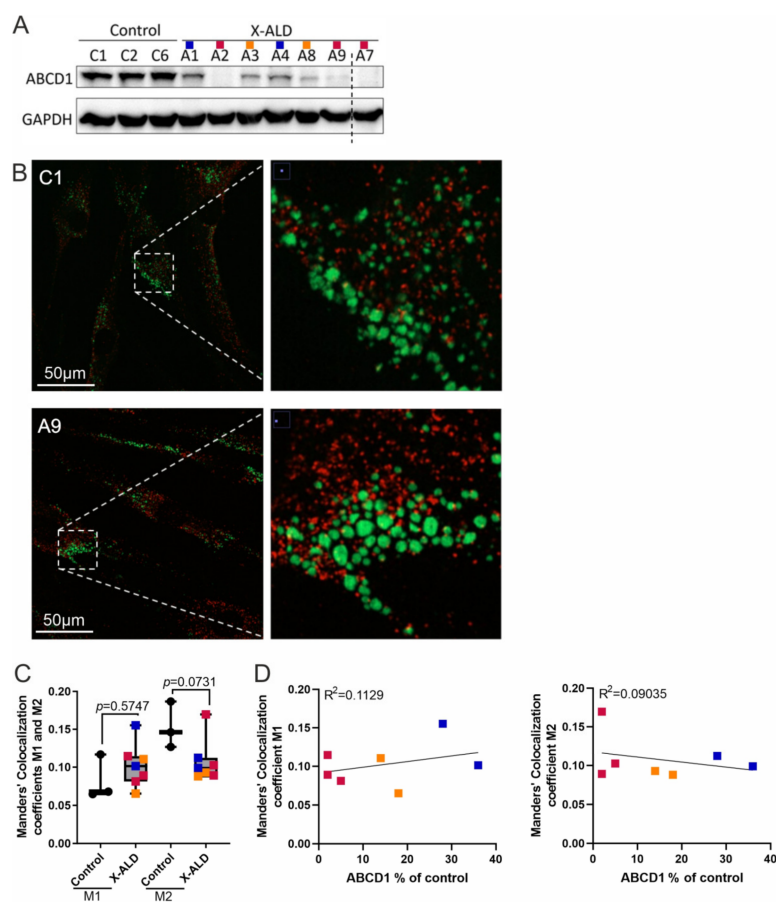 A
Control X-ALD
C1 C2 C6 A1 A2 A3 A4 A8 A9 A7
ABCD1
GAPDH
B
C1
50µm
A9
50µm
C
Manders' Colocalization
coefficients M1 and M2
0.20
0.15
0.10
0.05
0.00
p=0.5747
p=0.0731
Control
X-ALD
Control
X-ALD
M1
M2
D
Manders' Colocalization
coefficient M1
0.20
0.15
0.10
0.05
0.00
R2=0.1129
0 10 20 30 40
ABCD1 % of control
Manders' Colocalization
coefficient M2
0.20
0.15
0.10
0.05
0.00
R2=0.09035
0 10 20 30 40
ABCD1 % of control